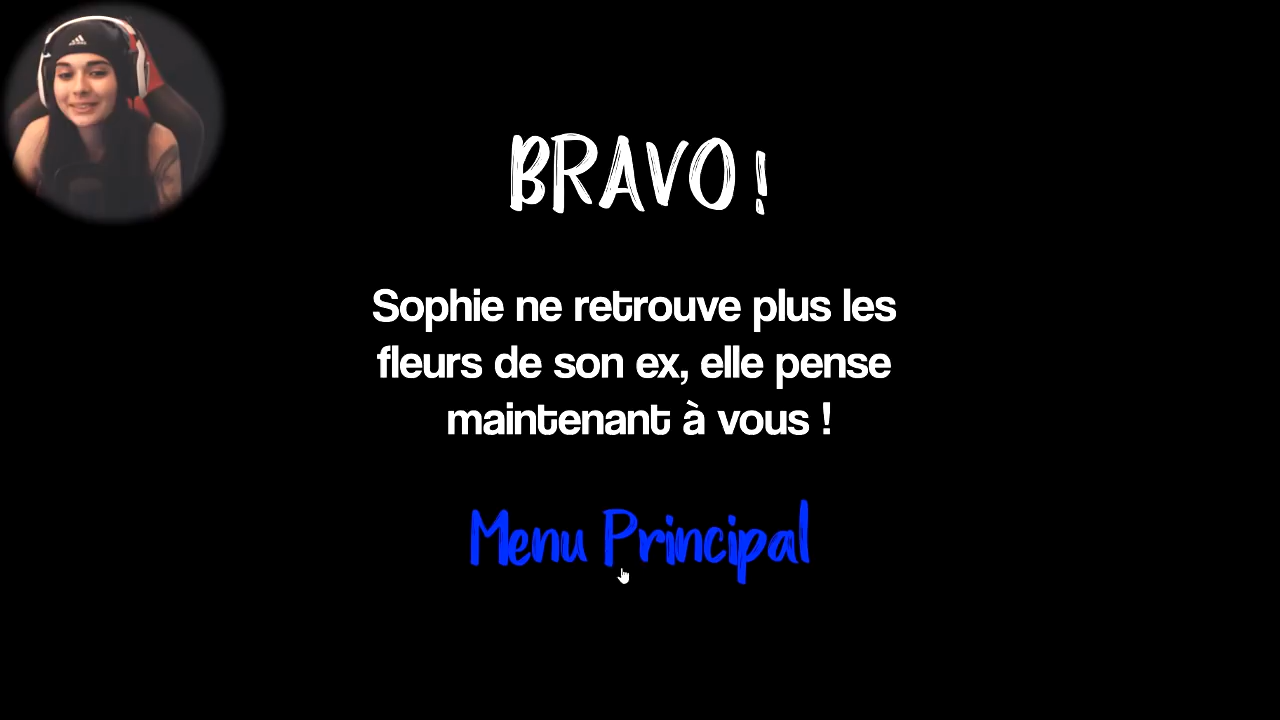 BRAVO !
Sophie ne retrouve plus les
fleurs de son ex, elle pense
maintenant à vous !
Menu Principal